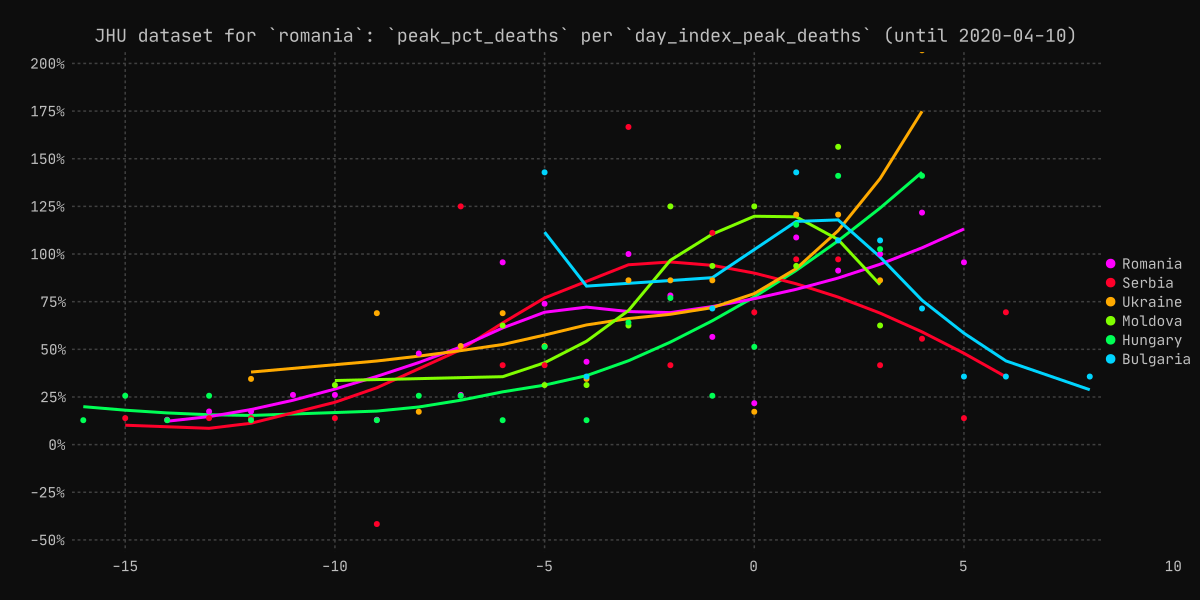 JHU dataset for `romania`: `peak_pct_deaths` per `day_index_peak_deaths` (until 2020-04-10)
200%
175%
150%
125%
100%
75%
50%
25%
0%
-25%
-50%
-15 -10 -5 0 5 10
Romania
Serbia
Ukraine
Moldova
Hungary
Bulgaria